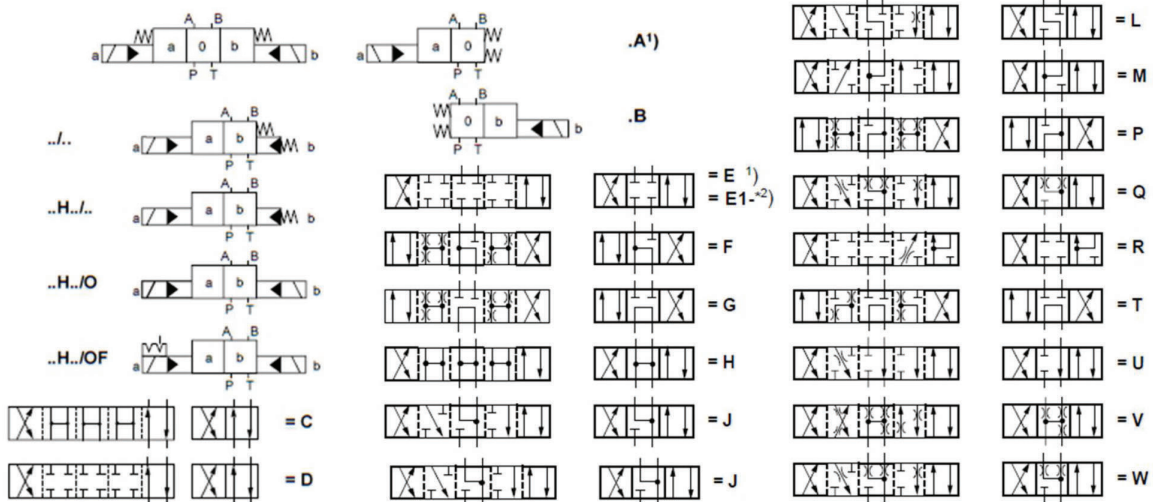 A B
a a 0 b b
P T
A B
a a 0
P T
.A¹)
A B
0 b b
P T
.B
../..
A B
a a b b
P T
..H../..
A B
a a b b
P T
..H../O
A B
a a b b
P T
..H../OF
A B
a a b b
P T
= C
= D
= E ¹)
= E1-*²)
= F
= G
= H
= J
= J
= L
= M
= P
= Q
= R
= T
= U
= V
= W